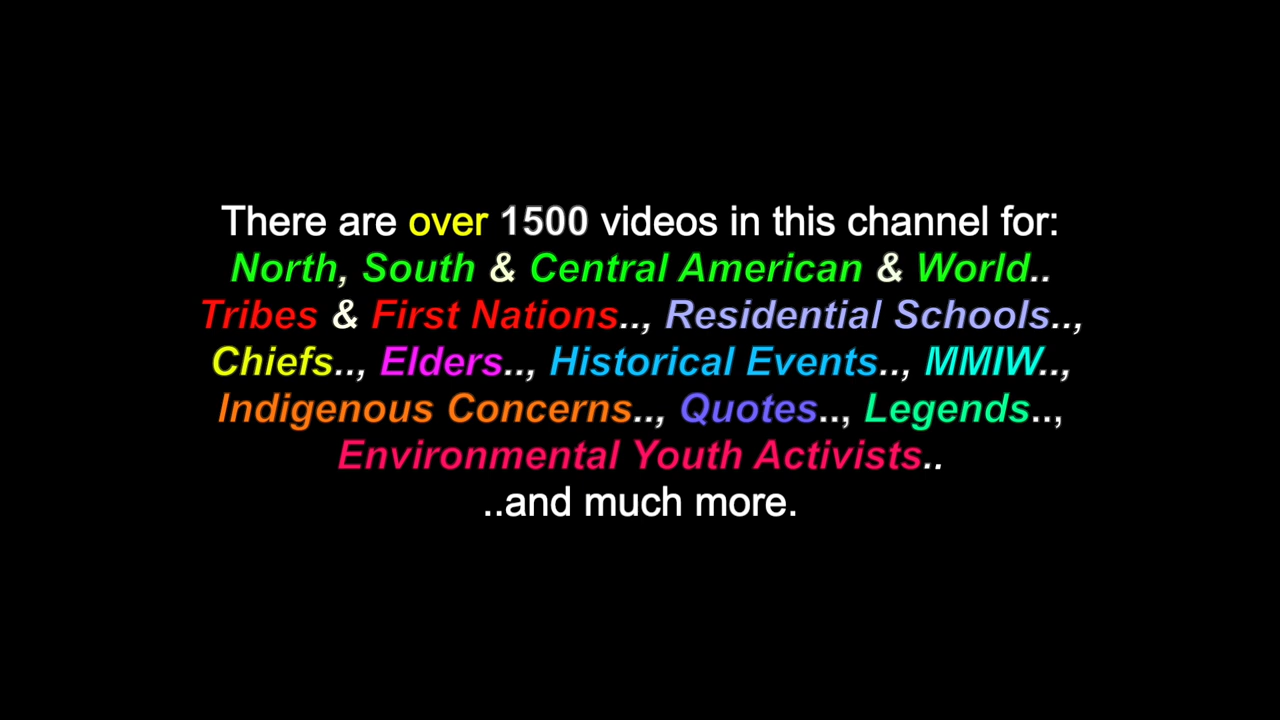 There are over 1500 videos in this channel for:
North, South & Central American & World..
Tribes & First Nations.., Residential Schools..,
Chiefs.., Elders.., Historical Events.., MMIW..,
Indigenous Concerns.., Quotes.., Legends..,
Environmental Youth Activists..
..and much more.